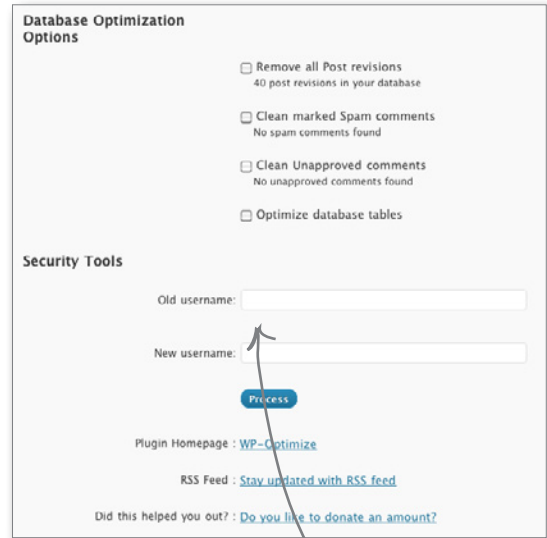 Database Optimization
Options
Remove all Post revisions
40 post revisions in your database
Clean marked Spam comments
No spam comments found
Clean Unapproved comments
No unapproved comments found
Optimize database tables
Security Tools
Old username:
New username:
Process
Plugin Homepage : WP-Optimize
RSS Feed : Stay updated with RSS feed
Did this helped you out? : Do you like to donate an amount?